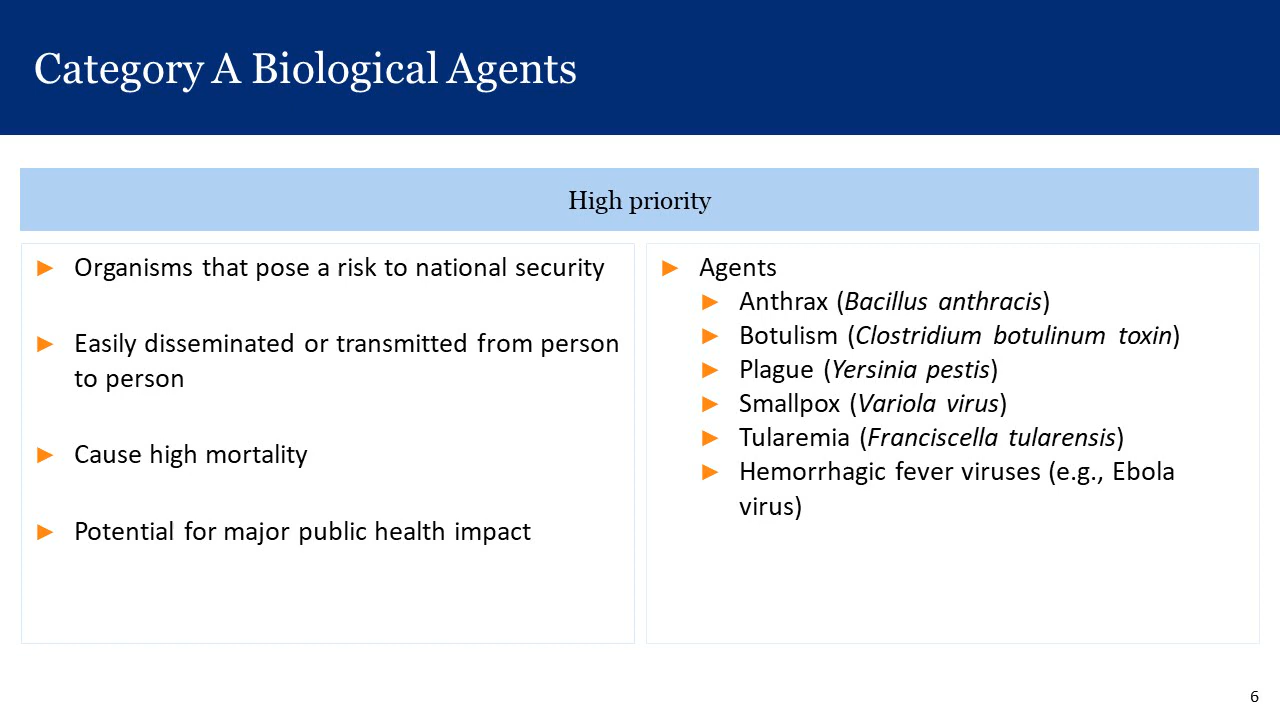 Category A Biological Agents
High priority
► Organisms that pose a risk to national security
► Easily disseminated or transmitted from person
to person
► Cause high mortality
► Potential for major public health impact
► Agents
► Anthrax (Bacillus anthracis)
► Botulism (Clostridium botulinum toxin)
► Plague (Yersinia pestis)
► Smallpox (Variola virus)
► Tularemia (Franciscella tularensis)
► Hemorrhagic fever viruses (e.g., Ebola
virus)
6